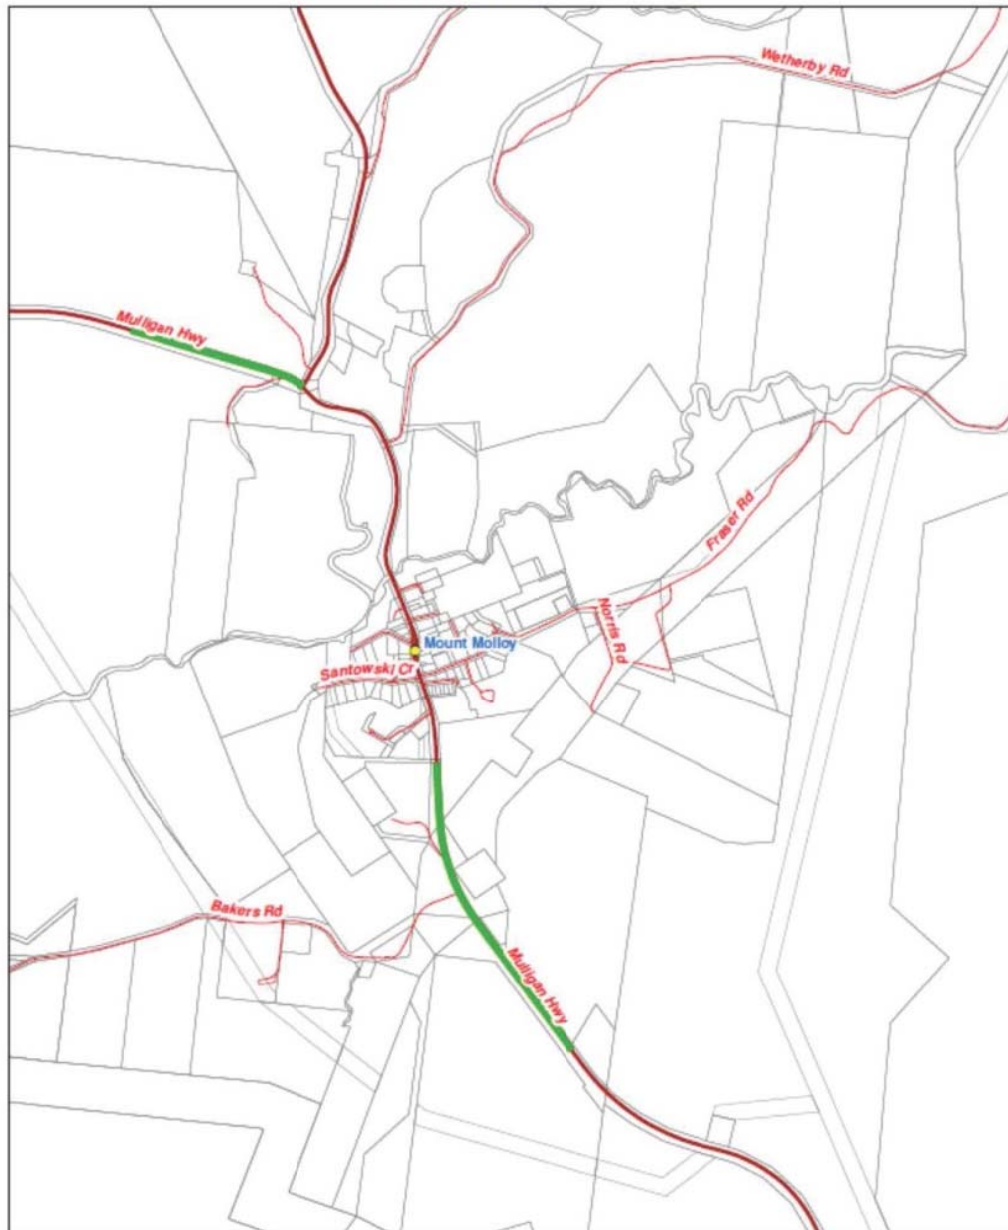 Wetherby Rd
Mulligan Hwy
Fraser Rd
Norris Rd
Mount Molloy
Santowski Cr
Bakers Rd
Mulligan Hwy